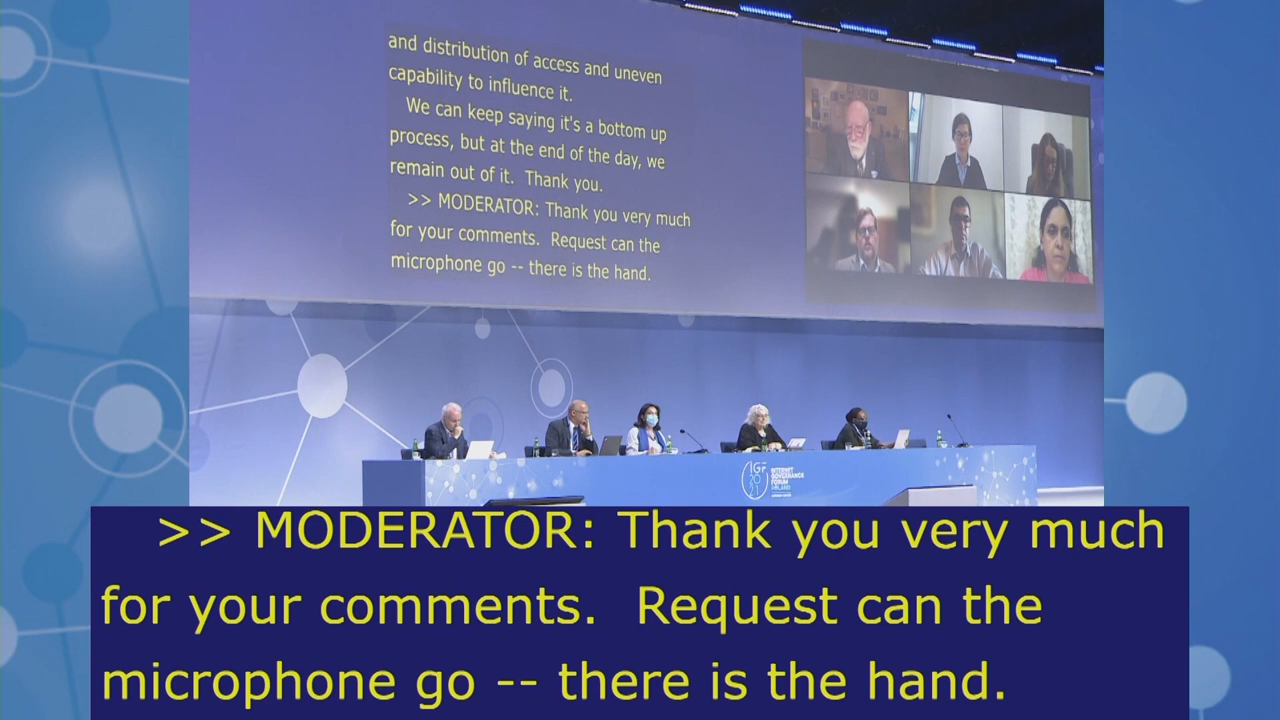 and distribution of access and uneven
capability to influence it.
We can keep saying it's a bottom up
process, but at the end of the day, we
remain out of it.  Thank you.
>> MODERATOR: Thank you very much
for your comments.  Request can the
microphone go -- there is the hand.
IGF
20
21
INTERNET
GOVERNANCE
FORUM
POLAND
>> MODERATOR: Thank you very much
for your comments.  Request can the
microphone go -- there is the hand.